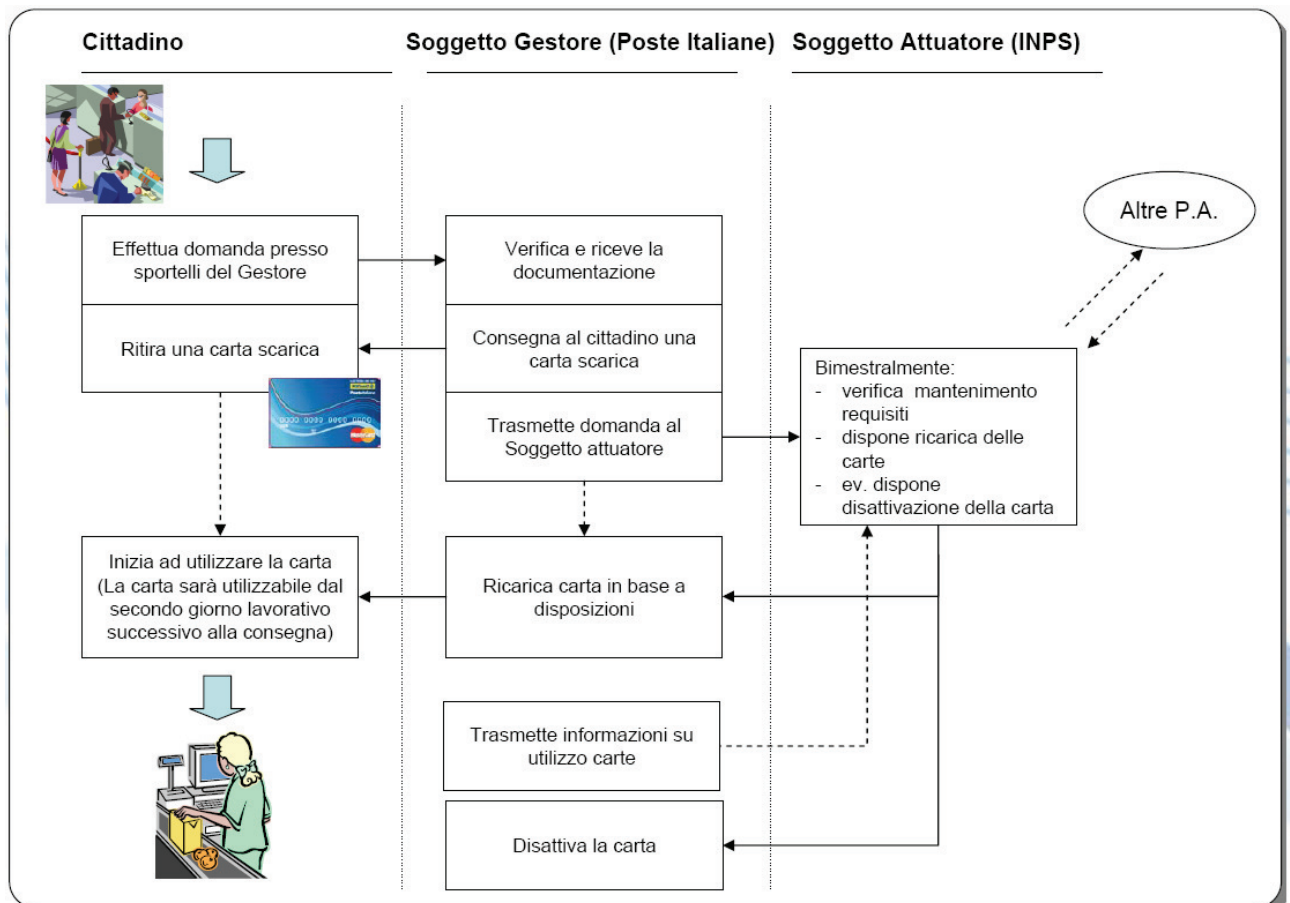 Cittadino
Soggetto Gestore (Poste Italiane)
Soggetto Attuatore (INPS)
Altre P.A.
Effettua domanda presso
sportelli del Gestore
Verifica e riceve la
documentazione
Ritira una carta scarica
Consegna al cittadino una
carta scarica
Trasmette domanda al
Soggetto attuatore
Bimestralmente:
- verifica mantenimento
requisiti
- dispone ricarica delle
carte
- ev. dispone
disattivazione della carta
Inizia ad utilizzare la carta
(La carta sarà utilizzabile dal
secondo giorno lavorativo
successivo alla consegna)
Ricarica carta in base a
disposizioni
Trasmette informazioni su
utilizzo carte
Disattiva la carta